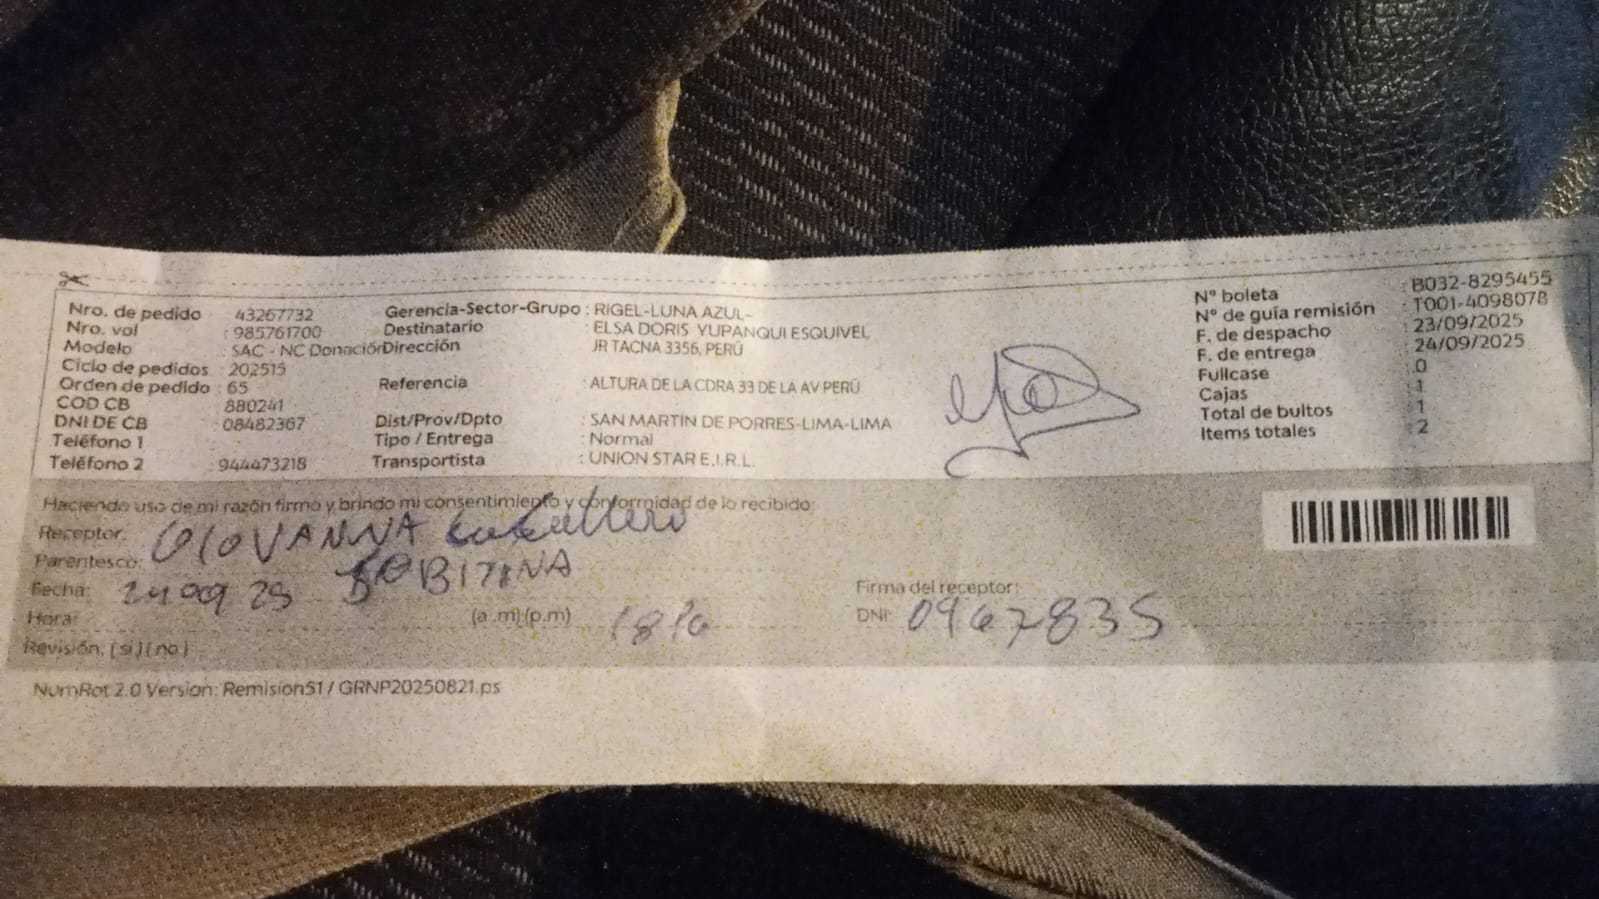 Nro. de pedido : 43267732 Gerencia-Sector-Grupo : RIGEL-LUNA AZUL- Nº boleta : B032-8295455
Nro. vol : 985761700 Destinatario : ELSA DORIS YUPANQUI ESQUIVEL Nº de guía remisión : T001-4098078
Modelo : SAC - NC Donación Dirección JR TACNA 3356, PERÚ F. de despacho : 23/09/2025
Ciclo de pedidos : 202515 F. de entrega : 24/09/2025
Orden de pedido : 65 Referencia : ALTURA DE LA CDRA 33 DE LA AV PERÚ Fullcase : 0
COD CB : 880241 Cajas : 1
DNI DE CB : 08482367 Dist/Prov/Dpto : SAN MARTIN DE PORRES-LIMA-LIMA Total de bultos : 1
Teléfono 1 Tipo / Entrega : Normal Items totales : 2
Teléfono 2 : 944473218 Transportista : UNION STAR E.I.R.L.
Haciendo uso de mi razón firmo y brindo mi consentimiento y conformidad de lo recibido:
Receptor: GIOVANNA Caballero
Parentesco: SOBRINA
Fecha: 24 09 25 Firma del receptor:
Hora: (a .m) (p.m) DNI: 0967835
Revisión: ( si ) ( no )
NumRot 2.0 Version: Remision51 / GRNP20250821.ps